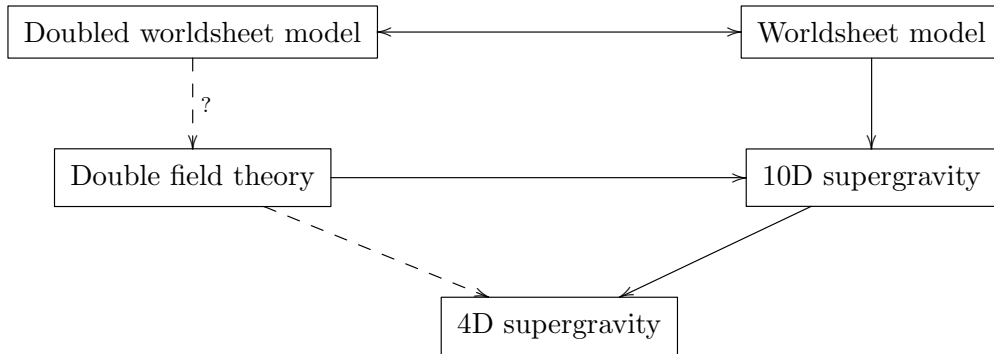 Doubled worldsheet model
Worldsheet model
?
Double field theory
10D supergravity
4D supergravity